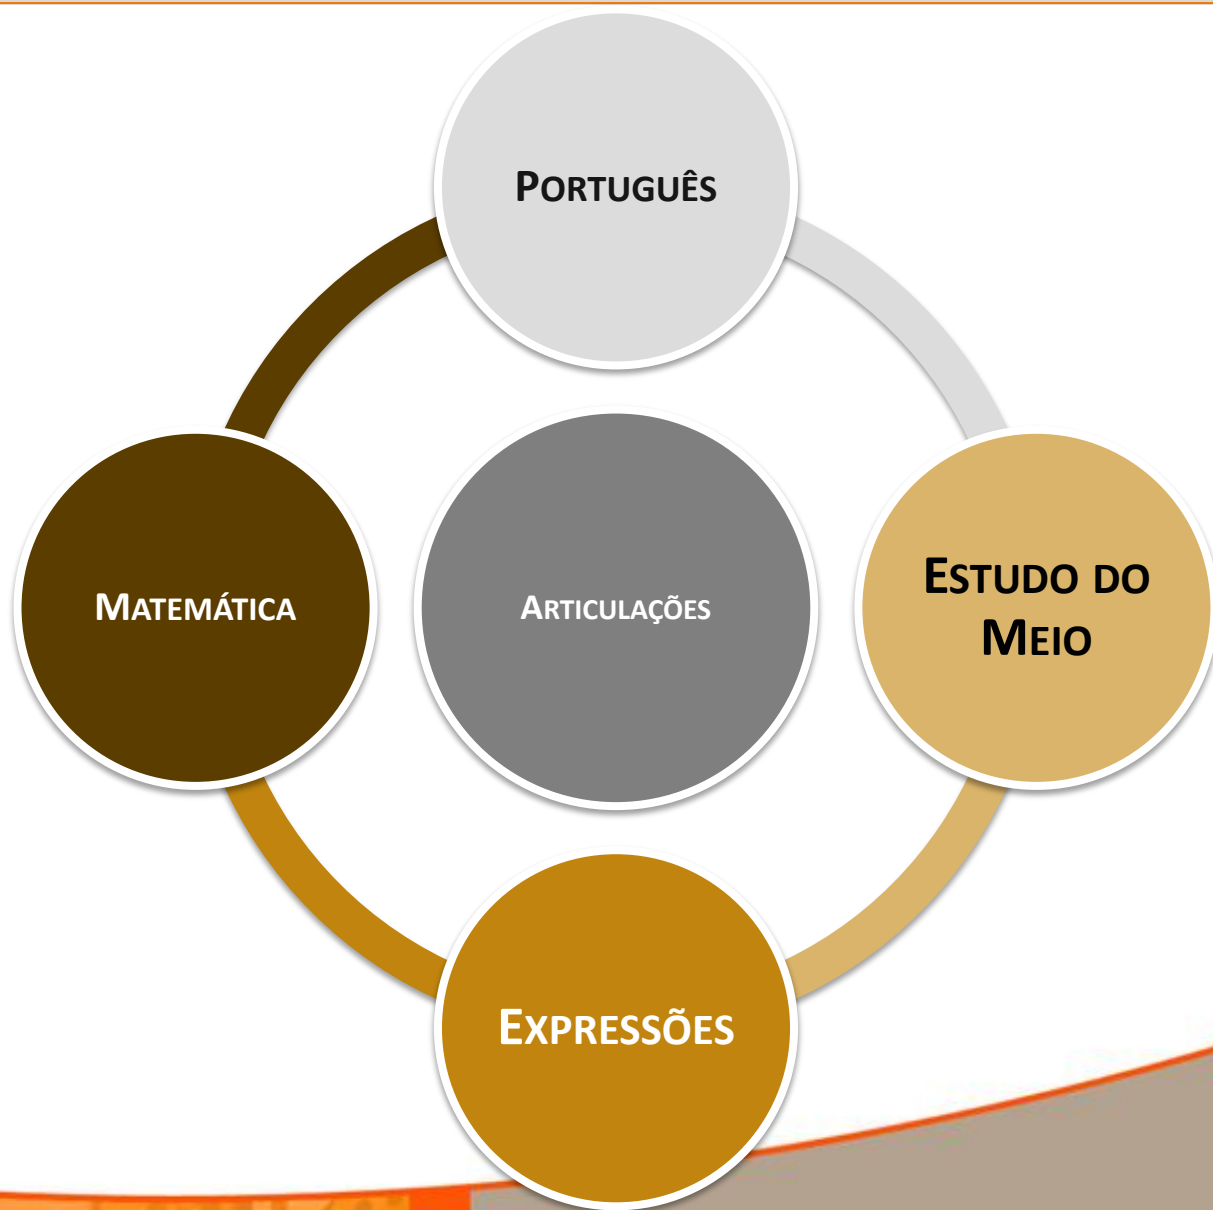 Português
Matemática
Articulações
Estudo do
Meio
Expressões